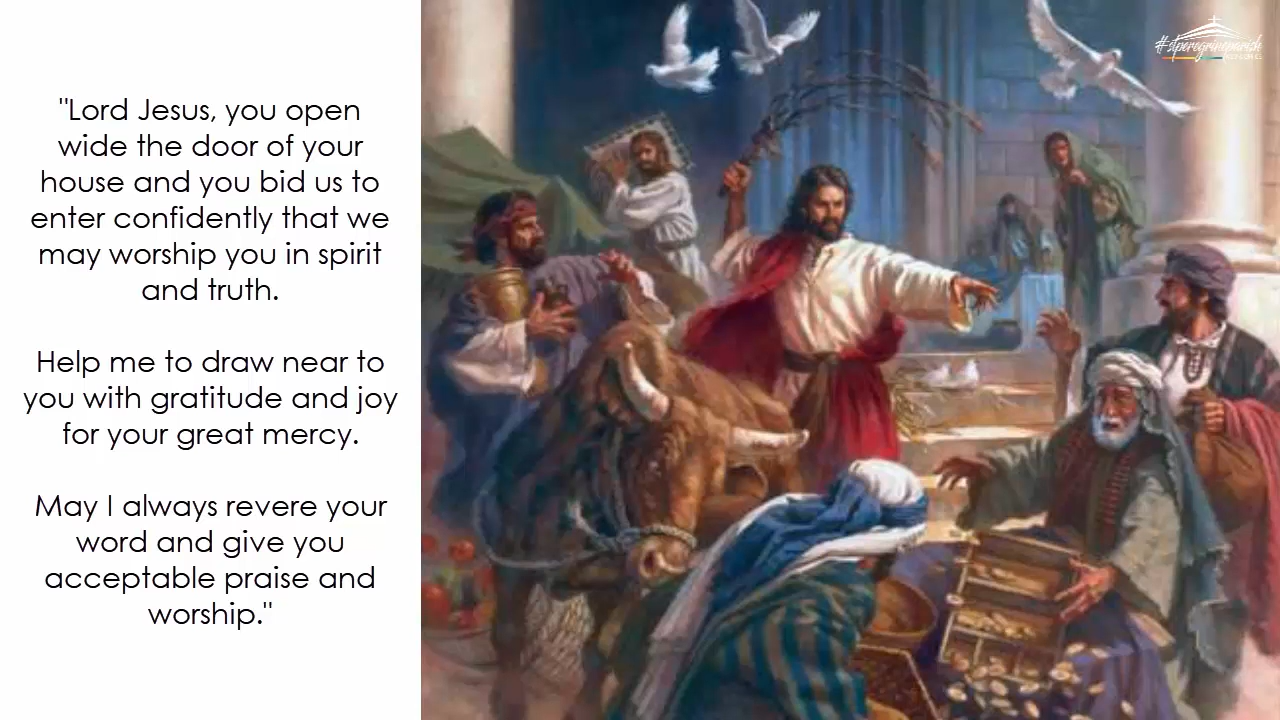 "Lord Jesus, you open
wide the door of your
house and you bid us to
enter confidently that we
may worship you in spirit
and truth.
Help me to draw near to
you with gratitude and joy
for your great mercy.
May I always revere your
word and give you
acceptable praise and
worship."
#stperegrineparish